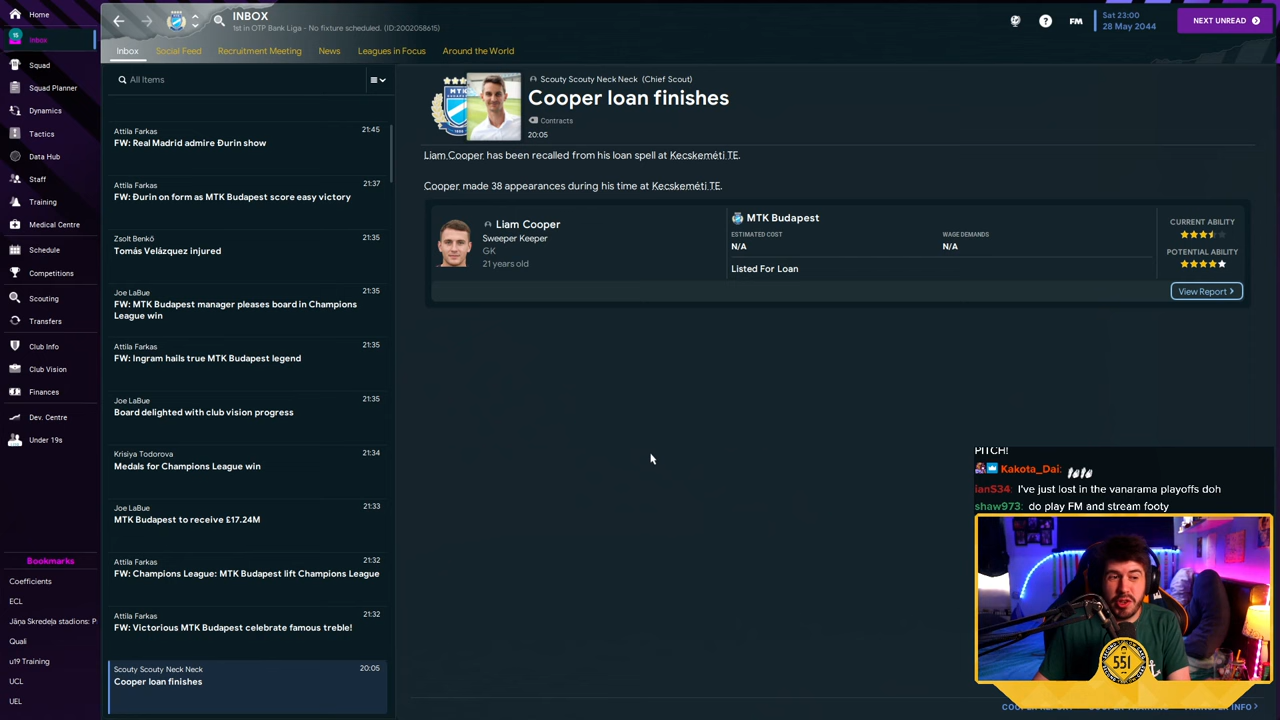 Home
INBOX
1st in OTP Bank Liga - No fixture scheduled. (ID:2002058615)
FM
Sat 23:00
28 May 2044
NEXT UNREAD
15
Inbox
Squad
Squad Planner
Dynamics
Tactics
Data Hub
Staff
Training
Medical Centre
Schedule
Competitions
Scouting
Transfers
Club Info
Club Vision
Finances
Dev. Centre
Under 19s
Bookmarks
Coefficients
ECL
Jāņa Skredeļa stadions: P
Quali
u19 Training
UCL
UEL
Inbox
Social Feed
Recruitment Meeting
News
Leagues in Focus
Around the World
All Items
Attila Farkas 21:45
FW: Real Madrid admire Đurin show
Attila Farkas 21:37
FW: Đurin on form as MTK Budapest score easy victory
Zsolt Benkő 21:35
Tomás Velázquez injured
Joe LaBue 21:35
FW: MTK Budapest manager pleases board in Champions
League win
Attila Farkas 21:35
FW: Ingram hails true MTK Budapest legend
Joe LaBue 21:35
Board delighted with club vision progress
Krisiya Todorova 21:34
Medals for Champions League win
Joe LaBue 21:33
MTK Budapest to receive £17.24M
Attila Farkas 21:32
FW: Champions League: MTK Budapest lift Champions League
Attila Farkas 21:32
FW: Victorious MTK Budapest celebrate famous treble!
Scouty Scouty Neck Neck 20:05
Cooper loan finishes
MTK
Scouty Scouty Neck Neck (Chief Scout)
Cooper loan finishes
Contracts
20:05
Liam Cooper has been recalled from his loan spell at Kecskeméti TE.
Cooper made 38 appearances during his time at Kecskeméti TE.
Liam Cooper
Sweeper Keeper
GK
21 years old
MTK Budapest
ESTIMATED COST
N/A
WAGE DEMANDS
N/A
Listed For Loan
CURRENT ABILITY
POTENTIAL ABILITY
View Report
PITCH!
Kakota_Dai:
ianS34: I've just lost in the vanarama playoffs doh
shaw973: do play FM and stream footy
551